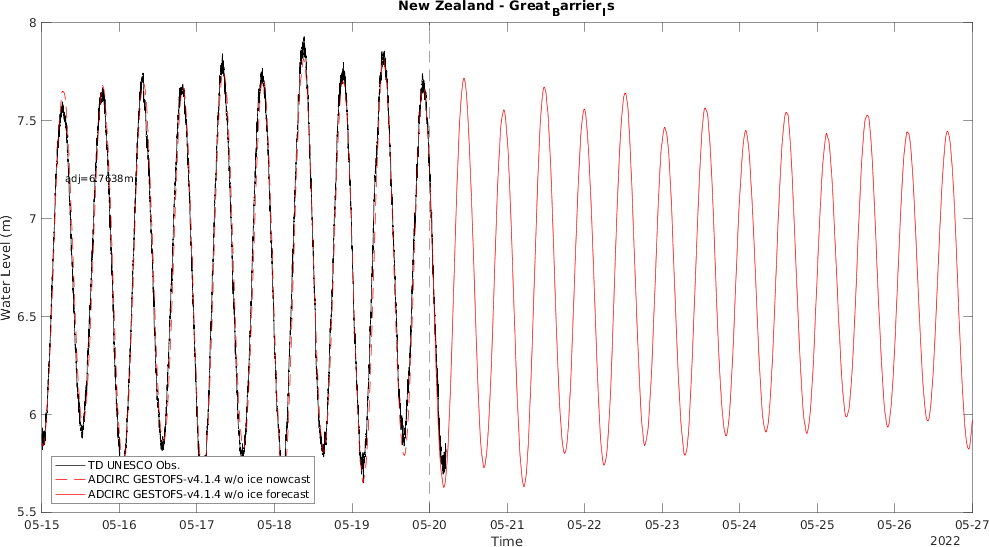 New Zealand - GreatBarrierIs
8
7.5
7
6.5
6
5.5
Water Level (m)
adj=6.7638m
TD UNESCO Obs.
ADCIRC GESTOFS-v4.1.4 w/o ice nowcast
ADCIRC GESTOFS-v4.1.4 w/o ice forecast
05-15 05-16 05-17 05-18 05-19 05-20 05-21 05-22 05-23 05-24 05-25 05-26 05-27
Time
2022